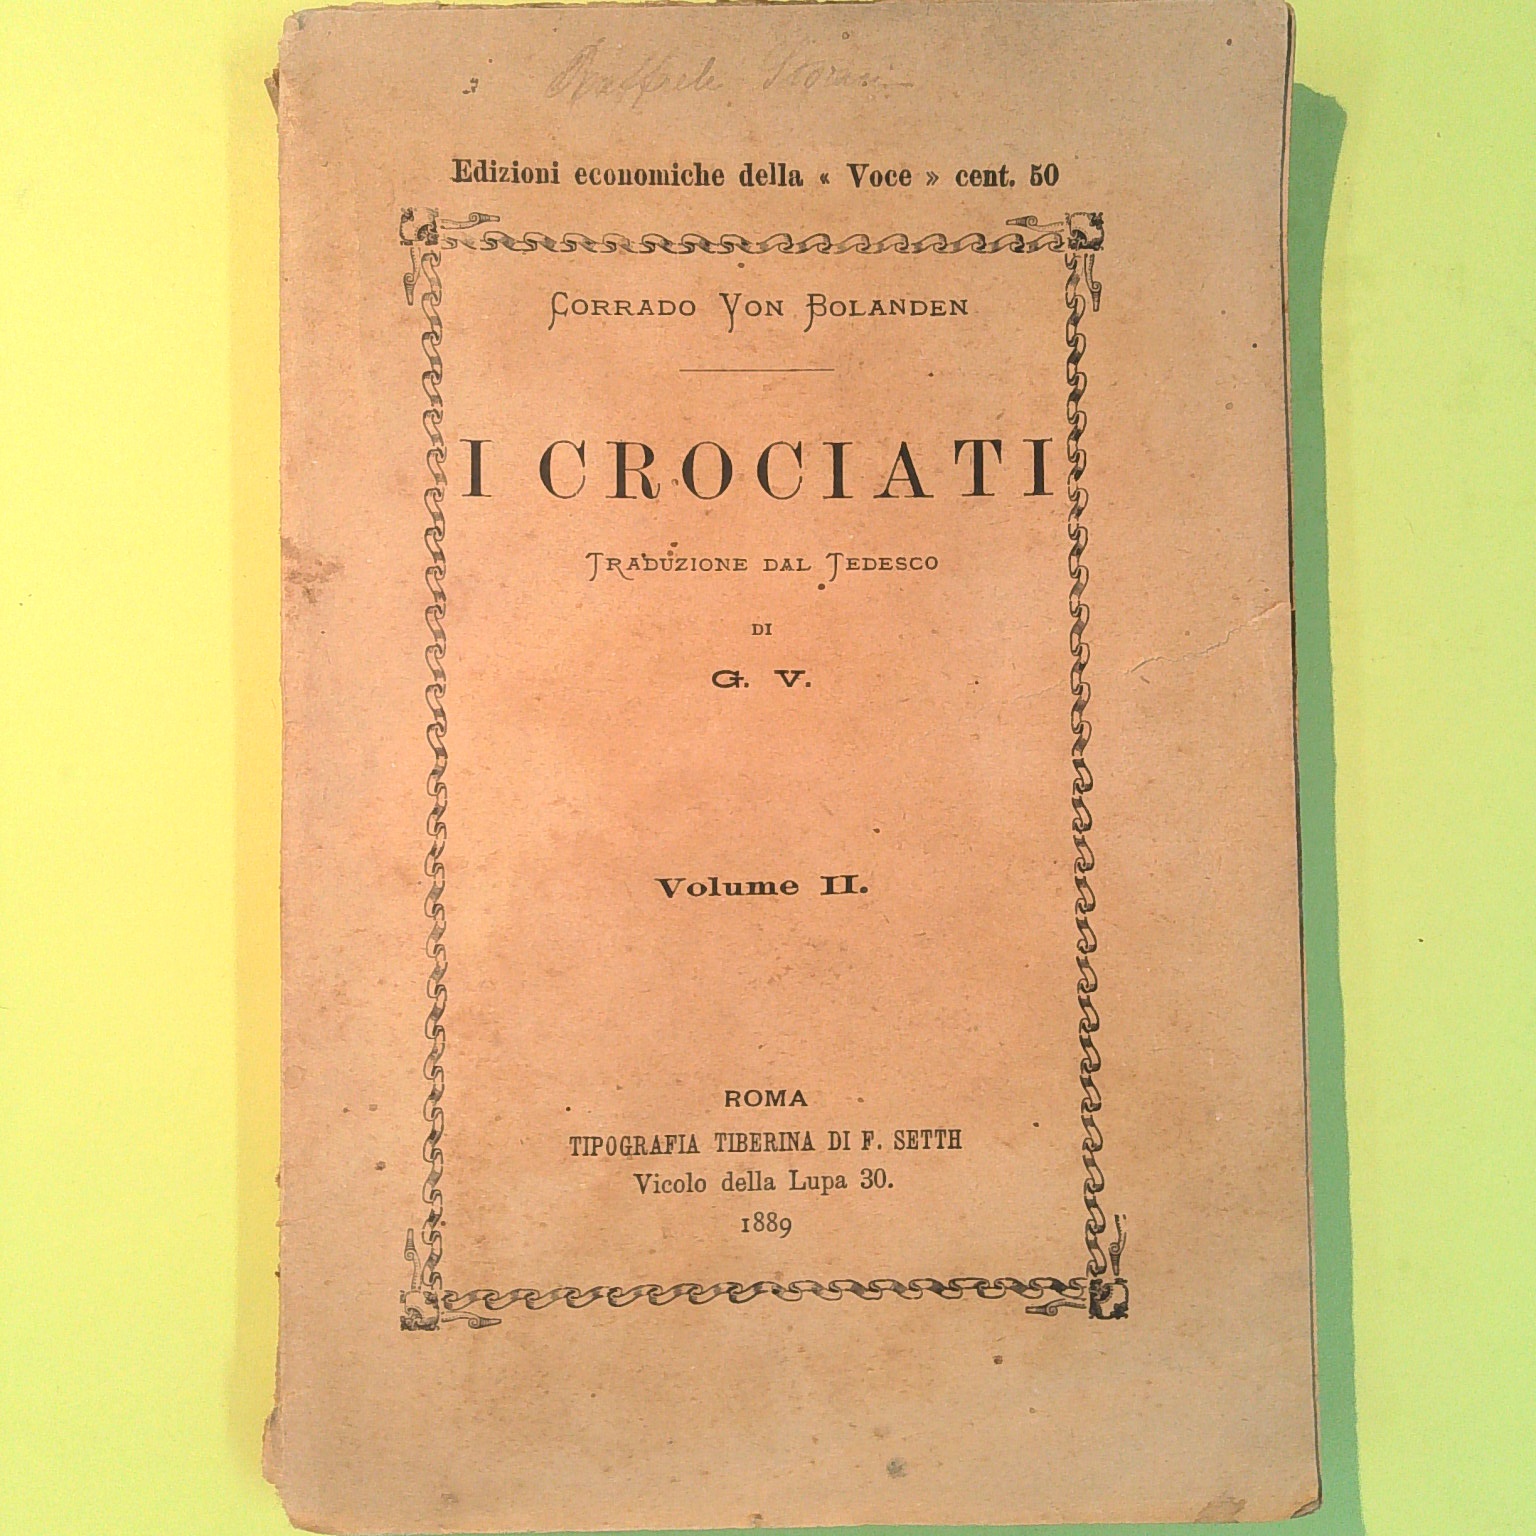 Edizioni economiche della « Voce » cent. 50
CORRADO VON BOLANDEN
I CROCIATI
TRADUZIONE DAL TEDESCO
DI
G. V.
Volume II.
ROMA
TIPOGRAFIA TIBERINA DI F. SETTH
Vicolo della Lupa 30.
1889